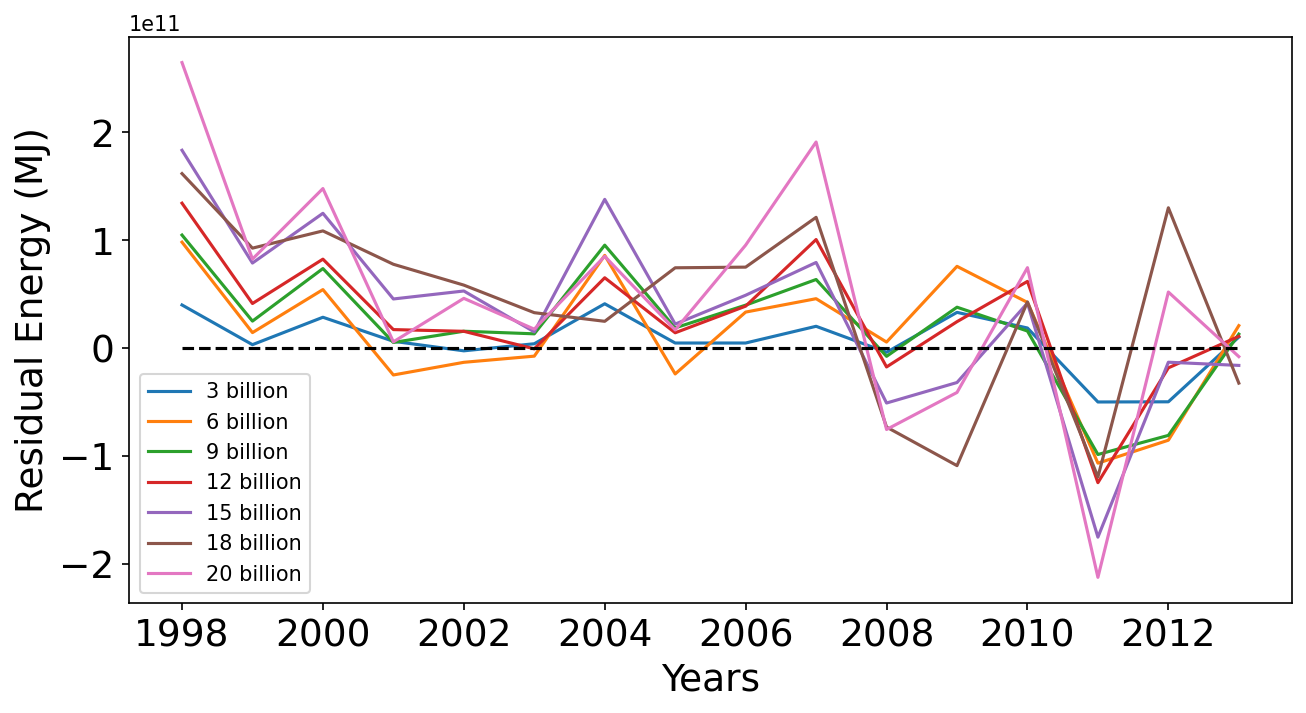 1e11
Residual Energy (MJ)
2
1
0
−1
−2
3 billion
6 billion
9 billion
12 billion
15 billion
18 billion
20 billion
1998 2000 2002 2004 2006 2008 2010 2012
Years